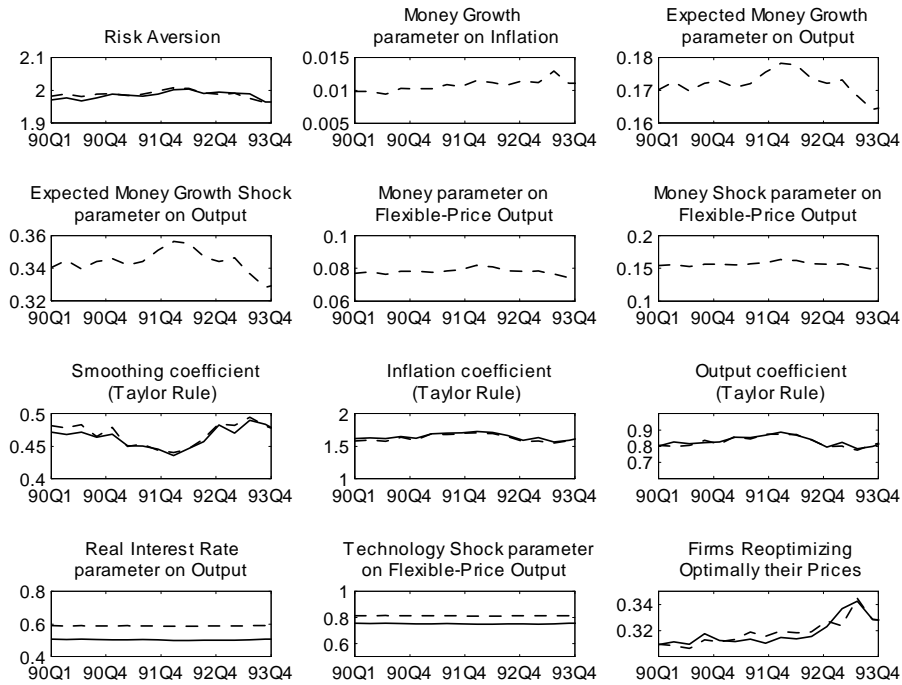 Risk Aversion
2.1
2
1.9
90Q1 90Q4 91Q4 92Q4 93Q4
Money Growth
parameter on Inflation
0.015
0.01
0.005
90Q1 90Q4 91Q4 92Q4 93Q4
Expected Money Growth
parameter on Output
0.18
0.17
0.16
90Q1 90Q4 91Q4 92Q4 93Q4
Expected Money Growth Shock
parameter on Output
0.36
0.34
0.32
90Q1 90Q4 91Q4 92Q4 93Q4
Money parameter on
Flexible-Price Output
0.1
0.08
0.06
90Q1 90Q4 91Q4 92Q4 93Q4
Money Shock parameter on
Flexible-Price Output
0.2
0.15
0.1
90Q1 90Q4 91Q4 92Q4 93Q4
Smoothing coefficient
(Taylor Rule)
0.5
0.45
0.4
90Q1 90Q4 91Q4 92Q4 93Q4
Inflation coefficient
(Taylor Rule)
2
1.5
1
90Q1 90Q4 91Q4 92Q4 93Q4
Output coefficient
(Taylor Rule)
0.9
0.8
0.7
90Q1 90Q4 91Q4 92Q4 93Q4
Real Interest Rate
parameter on Output
0.8
0.6
0.4
90Q1 90Q4 91Q4 92Q4 93Q4
Technology Shock parameter
on Flexible-Price Output
1
0.8
0.6
90Q1 90Q4 91Q4 92Q4 93Q4
Firms Reoptimizing
Optimally their Prices
0.34
0.32
90Q1 90Q4 91Q4 92Q4 93Q4